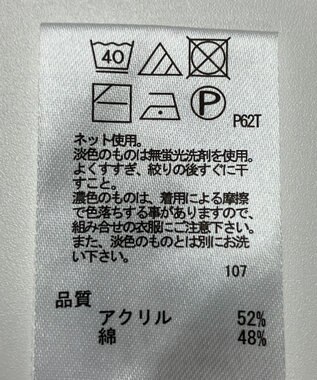 40
P
P62T
ネット使用。
淡色のものは無蛍光洗剤を使用。
よくすすぎ、絞りの後すぐに干
すこと。
濃色のものは、着用による摩擦
で色落ちする事がありますので、
組み合せの衣服にご注意下さい。
また、淡色のものとは別にお洗
い下さい。
107
品質
アクリル 52%
綿 48%